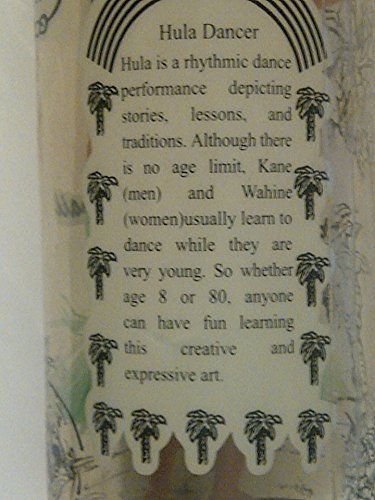 Hula Dancer
Hula is a rhythmic dance
performance depicting
stories, lessons, and
traditions. Although there
is no age limit, Kane
(men) and Wahine
(women)usually learn to
dance while they are
very young. So whether
age 8 or 80, anyone
can have fun learning
this creative and
expressive art.